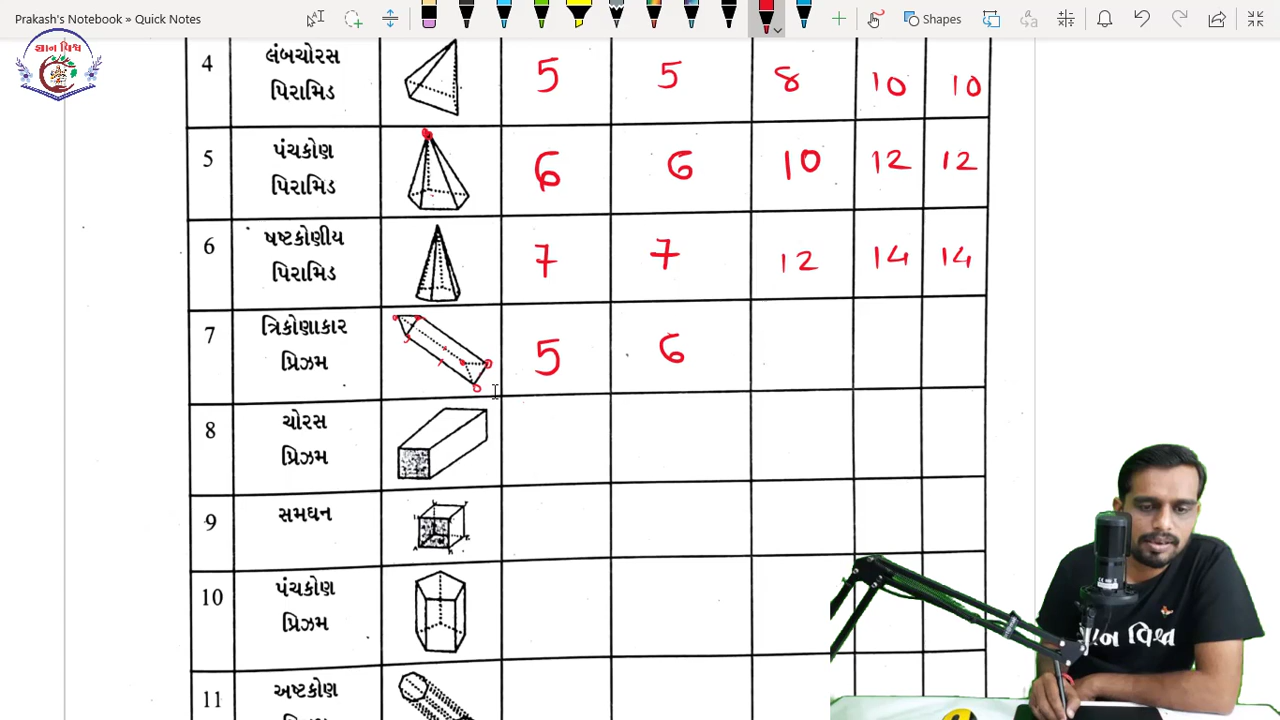 Prakash's Notebook » Quick Notes
Shapes
જ્ઞાન વિશ્વ
4 લંબચોરસ 5 5 8 10 10
પિરામિડ
5 પંચકોણ 6 6 10 12 12
પિરામિડ
6 ષષ્ટકોણીય 7 7 12 14 14
પિરામિડ
7 ત્રિકોણાકાર 5 6
પ્રિઝમ
8 ચોરસ
પ્રિઝમ
9 સમઘન
10 પંચકોણ
પ્રિઝમ
11 અષ્ટકોણ
જ્ઞાન વિશ્વ